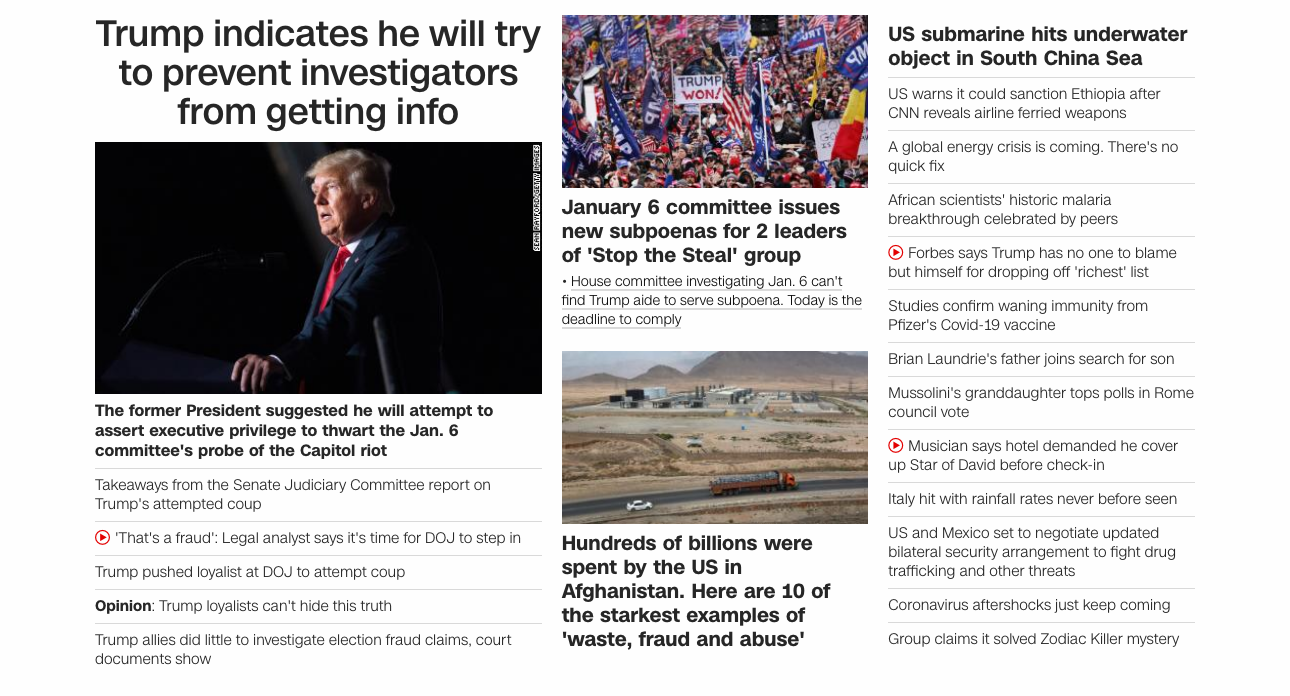 Trump indicates he will try
to prevent investigators
from getting info
SEAN RAYFORD/GETTY IMAGES
The former President suggested he will attempt to
assert executive privilege to thwart the Jan. 6
committee's probe of the Capitol riot
Takeaways from the Senate Judiciary Committee report on
Trump's attempted coup
'That's a fraud': Legal analyst says it's time for DOJ to step in
Trump pushed loyalist at DOJ to attempt coup
Opinion: Trump loyalists can't hide this truth
Trump allies did little to investigate election fraud claims, court
documents show
TRUMP
WON!
January 6 committee issues
new subpoenas for 2 leaders
of 'Stop the Steal' group
• House committee investigating Jan. 6 can't
find Trump aide to serve subpoena. Today is the
deadline to comply
Hundreds of billions were
spent by the US in
Afghanistan. Here are 10 of
the starkest examples of
'waste, fraud and abuse'
US submarine hits underwater
object in South China Sea
US warns it could sanction Ethiopia after
CNN reveals airline ferried weapons
A global energy crisis is coming. There's no
quick fix
African scientists' historic malaria
breakthrough celebrated by peers
Forbes says Trump has no one to blame
but himself for dropping off 'richest' list
Studies confirm waning immunity from
Pfizer's Covid-19 vaccine
Brian Laundrie's father joins search for son
Mussolini's granddaughter tops polls in Rome
council vote
Musician says hotel demanded he cover
up Star of David before check-in
Italy hit with rainfall rates never before seen
US and Mexico set to negotiate updated
bilateral security arrangement to fight drug
trafficking and other threats
Coronavirus aftershocks just keep coming
Group claims it solved Zodiac Killer mystery